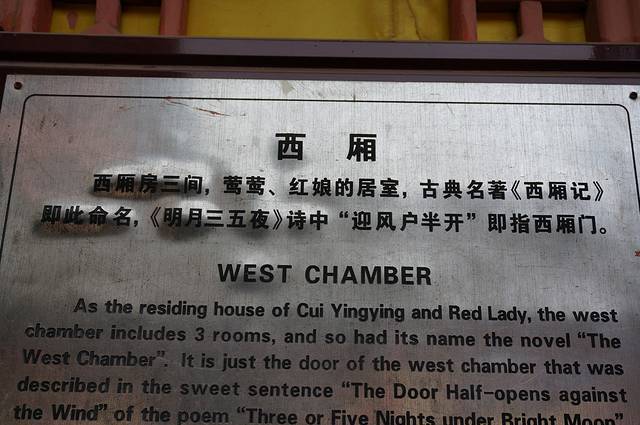 西 厢
西厢房三间，莺莺、红娘的居室，古典名著《西厢记》
即此命名，《明月三五夜》诗中“迎风户半开”即指西厢门。
WEST CHAMBER
As the residing house of Cui Yingying and Red Lady, the west
chamber includes 3 rooms, and so had its name the novel “The
West Chamber”. It is just the door of the west chamber that was
described in the sweet sentence “The Door Half-opens against
the Wind” of the poem “Three or Five Nights under Bright Moon”